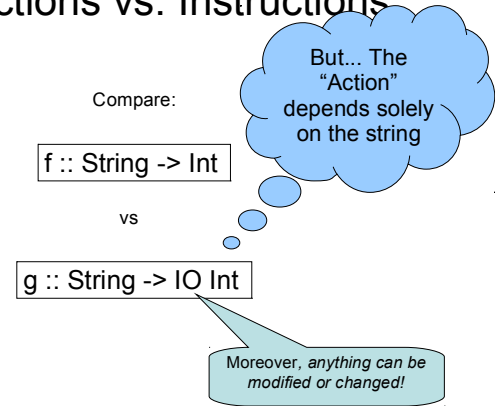 ctions vs. Instructions
But... The
“Action”
depends solely
on the string
Compare:
f :: String -> Int
vs
g :: String -> IO Int
Moreover, anything can be
modified or changed!